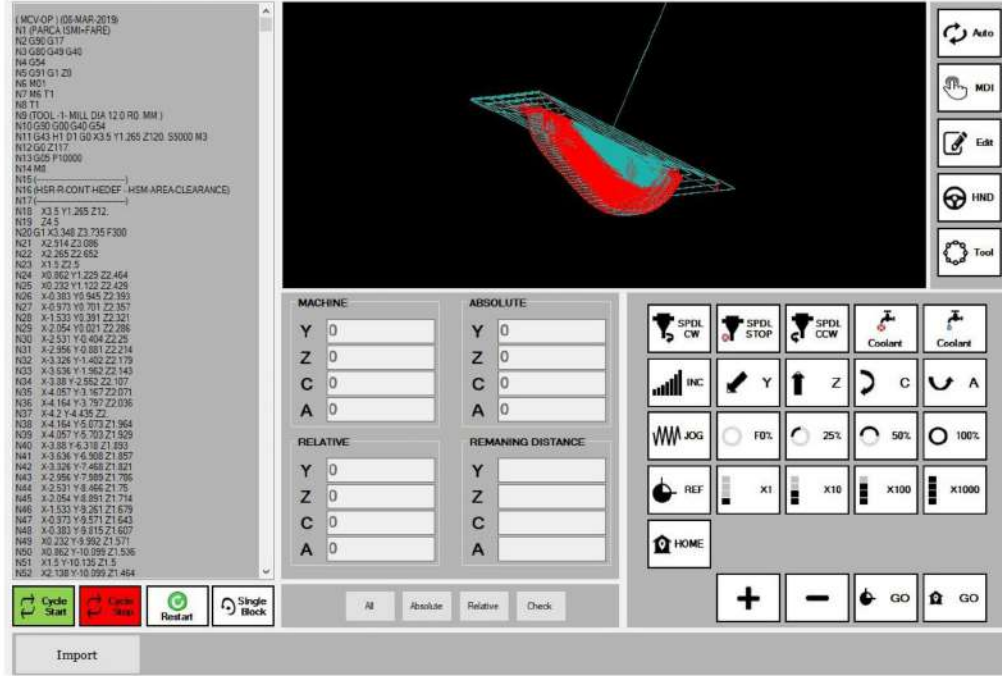 ( MCV-OP ) (08-MAR-2019)
N1 (PARCA ISMI=FARE)
N2 G90 G17
N3 G80 G49 G40
N4 G54
N5 G91 G1 Z0
N6 M01
N7 M6 T1
N8 T1
N9 (TOOL -1- MILL DIA 12.0 R0. MM )
N10 G90 G00 G40 G54
N11 G43 H1 D1 G0 X3.5 Y1.265 Z120. S5000 M3
N12 G0 Z117.
N13 G05 P10000
N14 M8
N15 (---------------------)
N16 (HSR-R-CONT-HEDEF - HSM-AREA-CLEARANCE)
N17 (---------------------)
N18 X3.5 Y1.265 Z12.
N19 Z4.5
N20 G1 X3.348 Z3.735 F300
N21 X2.914 Z3.086
N22 X2.265 Z2.652
N23 X1.5 Z2.5
N24 X0.862 Y1.229 Z2.464
N25 X0.232 Y1.122 Z2.429
N26 X-0.383 Y0.945 Z2.393
N27 X-0.973 Y0.701 Z2.357
N28 X-1.533 Y0.391 Z2.321
N29 X-2.054 Y0.021 Z2.286
N30 X-2.531 Y-0.404 Z2.25
N31 X-2.956 Y-0.881 Z2.214
N32 X-3.326 Y-1.402 Z2.179
N33 X-3.636 Y-1.962 Z2.143
N34 X-3.88 Y-2.552 Z2.107
N35 X-4.057 Y-3.167 Z2.071
N36 X-4.164 Y-3.797 Z2.036
N37 X-4.2 Y-4.435 Z2.
N38 X-4.164 Y-5.073 Z1.964
N39 X-4.057 Y-5.703 Z1.929
N40 X-3.88 Y-6.318 Z1.893
N41 X-3.636 Y-6.908 Z1.857
N42 X-3.326 Y-7.468 Z1.821
N43 X-2.956 Y-7.989 Z1.786
N44 X-2.531 Y-8.466 Z1.75
N45 X-2.054 Y-8.891 Z1.714
N46 X-1.533 Y-9.261 Z1.679
N47 X-0.973 Y-9.571 Z1.643
N48 X-0.383 Y-9.815 Z1.607
N49 X0.232 Y-9.992 Z1.571
N50 X0.862 Y-10.099 Z1.536
N51 X1.5 Y-10.135 Z1.5
N52 X2.138 Y-10.099 Z1.464
Cycle Start
Cycle Stop
Restart
Single Block
Import
MACHINE
Y 0
Z 0
C 0
A 0
ABSOLUTE
Y 0
Z 0
C 0
A 0
RELATIVE
Y 0
Z 0
C 0
A 0
REMANING DISTANCE
Y
Z
C
A
All Absolute Relative Check
Auto
MDI
Edit
HND
Tool
SPDL CW
SPDL STOP
SPDL CCW
Coolant
Coolant
INC Y Z C A
JOG F0% 25% 50% 100%
REF X1 X10 X100 X1000
HOME
+ − GO GO